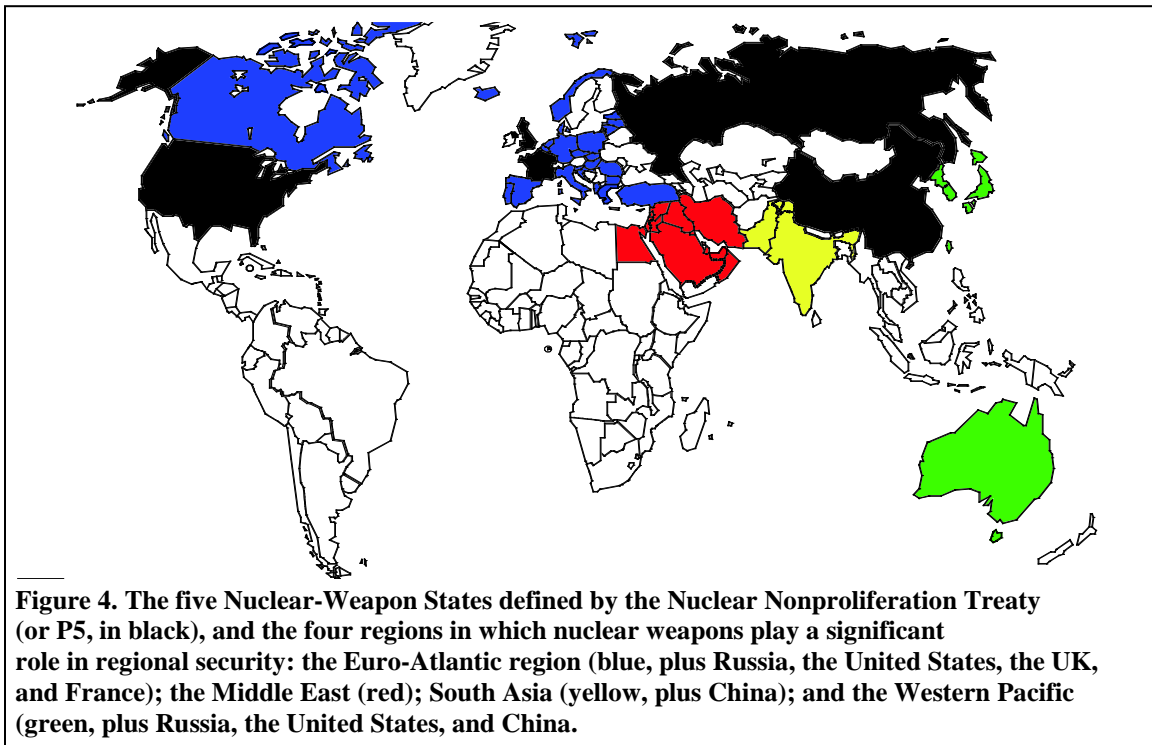 Figure 4. The five Nuclear-Weapon States defined by the Nuclear Nonproliferation Treaty
(or P5, in black), and the four regions in which nuclear weapons play a significant
role in regional security: the Euro-Atlantic region (blue, plus Russia, the United States, the UK,
and France); the Middle East (red); South Asia (yellow, plus China); and the Western Pacific
(green, plus Russia, the United States, and China.